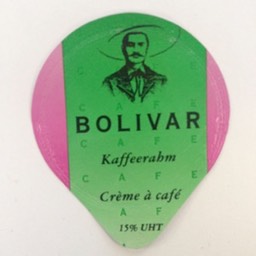 C A F E
C A F E
BOLIVAR
C A F E
Kaffeerahm
C A F E
Crème à café
C A F
15% UHT